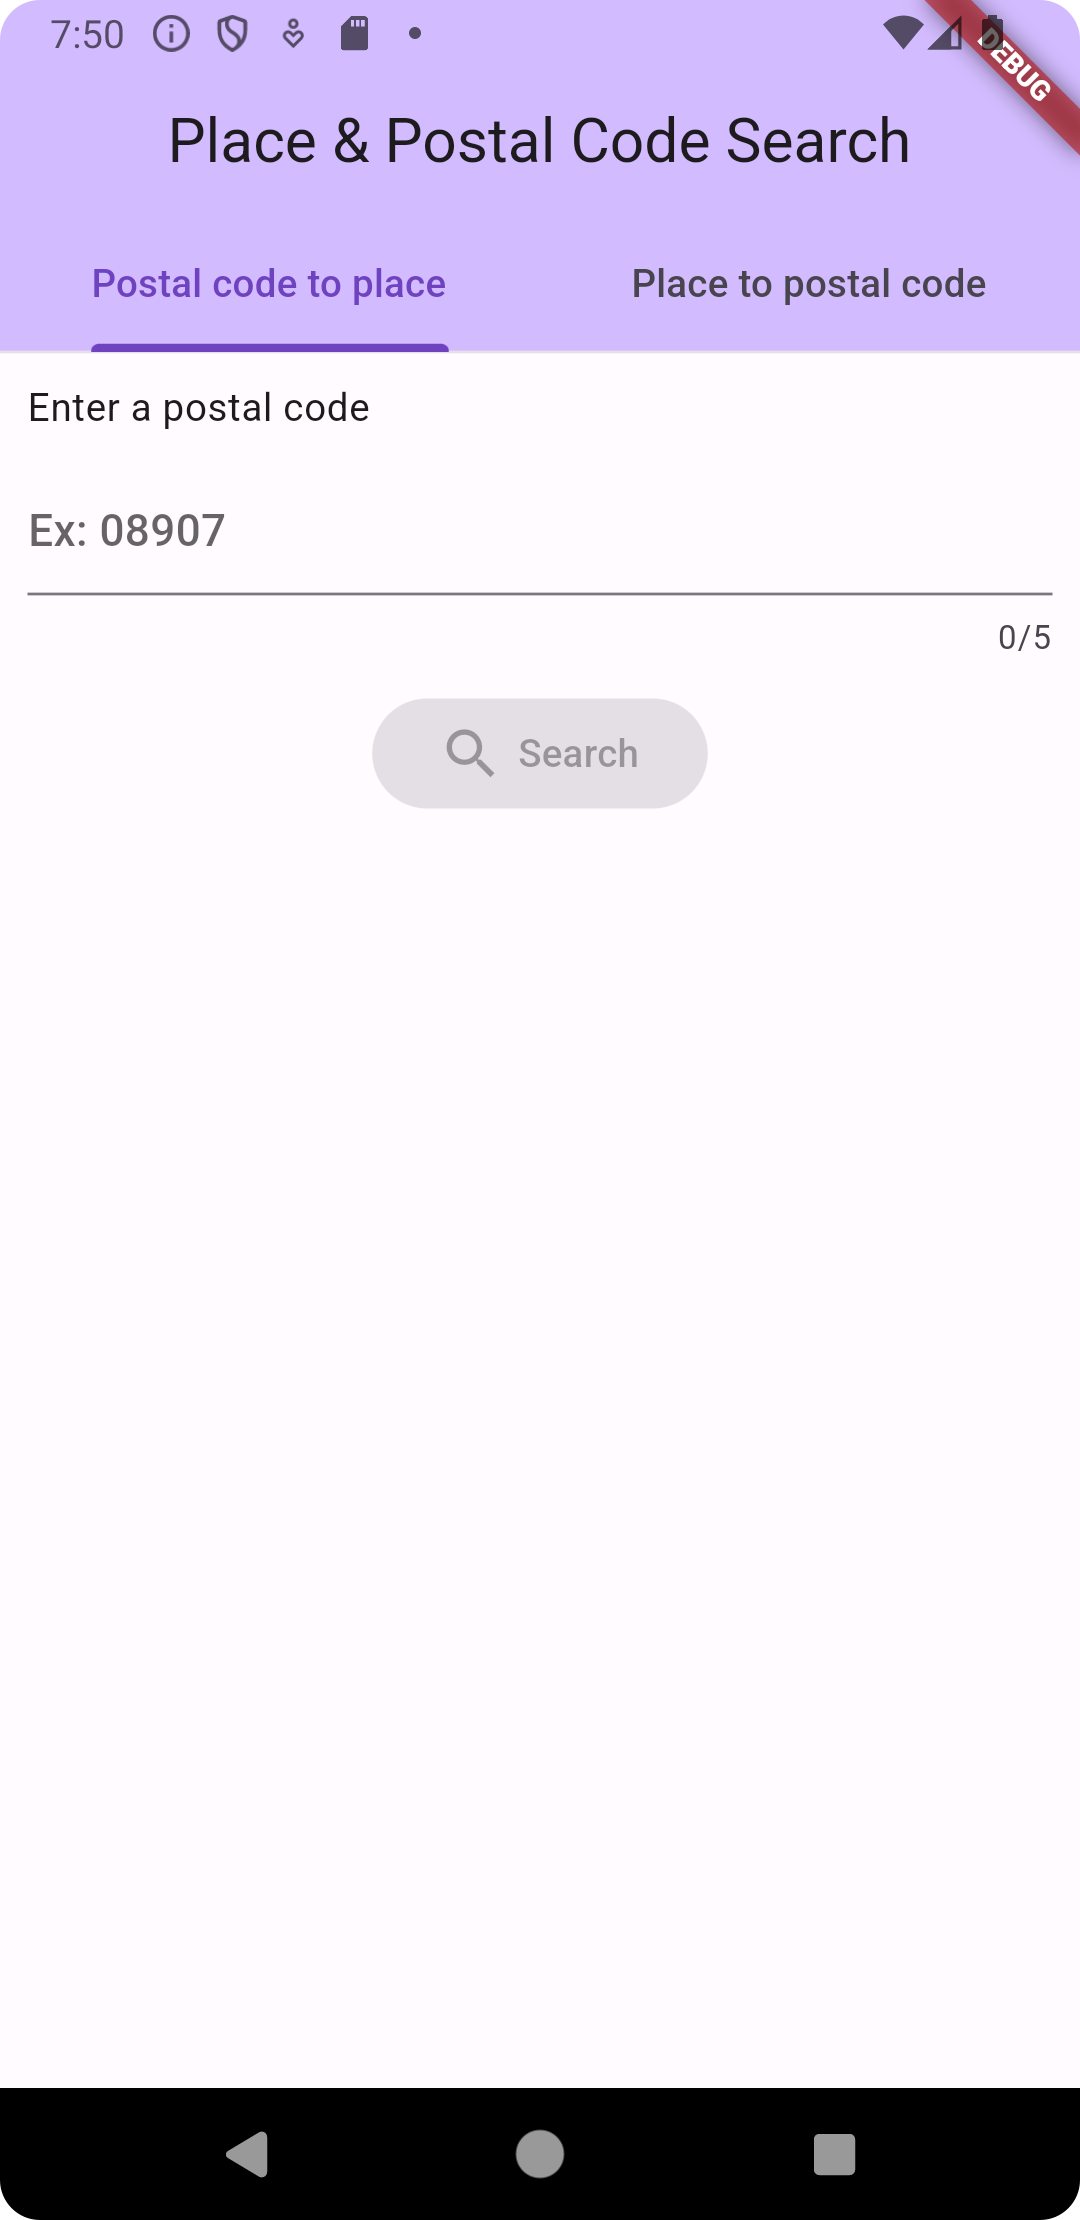 7:50
DEBUG
Place & Postal Code Search
Postal code to place
Place to postal code
Enter a postal code
Ex: 08907
0/5
Search